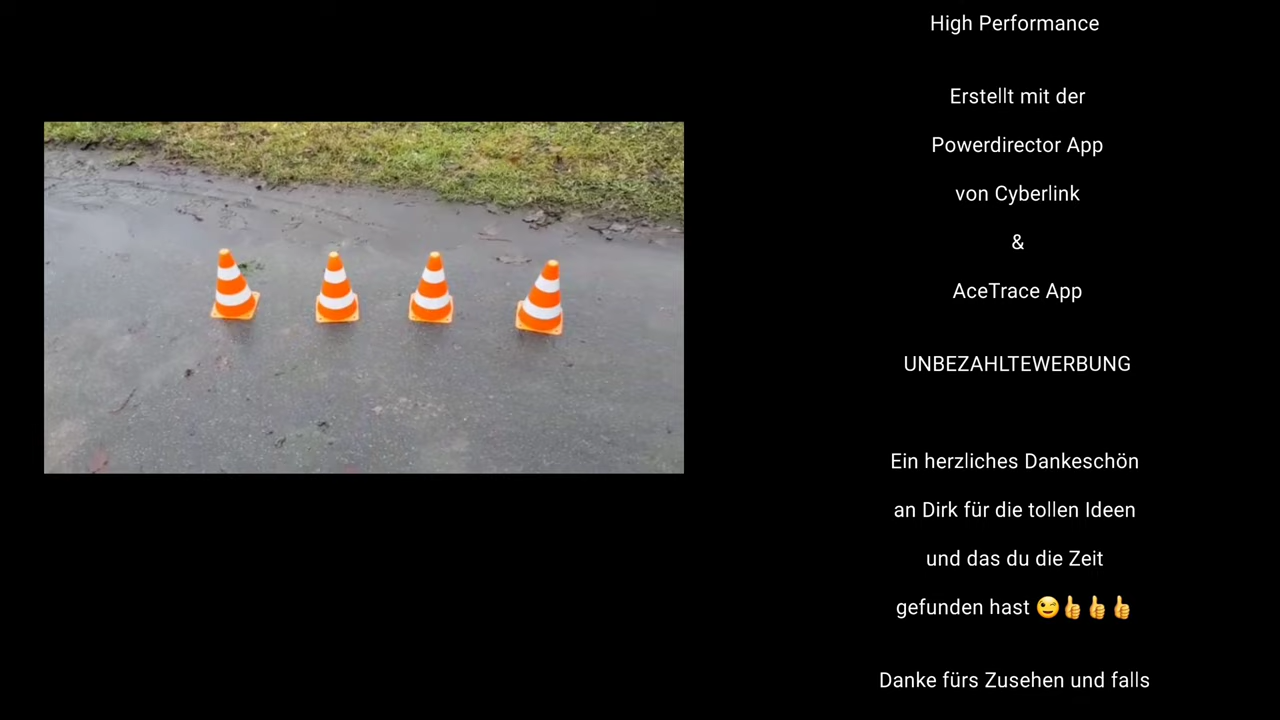 High Performance
Erstellt mit der
Powerdirector App
von Cyberlink
&
AceTrace App
UNBEZAHLTEWERBUNG
Ein herzliches Dankeschön
an Dirk für die tollen Ideen
und das du die Zeit
gefunden hast 😉👍👍👍
Danke fürs Zusehen und falls